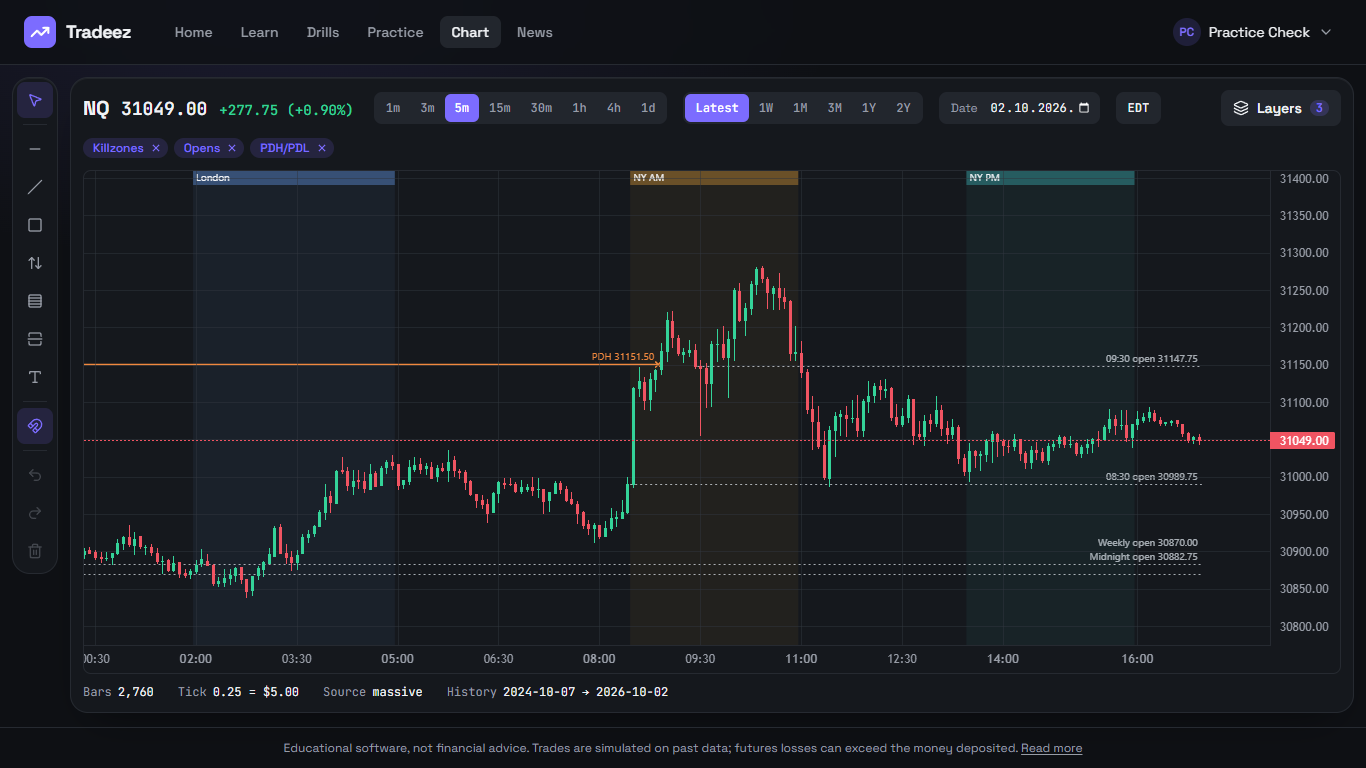 Tradeez Home Learn Drills Practice Chart News PC Practice Check
NQ 31049.00 +277.75 (+0.90%) 1m 3m 5m 15m 30m 1h 4h 1d Latest 1W 1M 3M 1Y 2Y Date 02.10.2026. EDT Layers 3
Killzones × Opens × PDH/PDL ×
London NY AM NY PM
31400.00
31350.00
31300.00
31250.00
31200.00
PDH 31151.50 09:30 open 31147.75
31150.00
31100.00
31049.00
08:30 open 30989.75
31000.00
30950.00
Weekly open 30870.00
Midnight open 30882.75
30900.00
30850.00
30800.00
00:30 02:00 03:30 05:00 06:30 08:00 09:30 11:00 12:30 14:00 16:00
Bars 2,760 Tick 0.25 = $5.00 Source massive History 2024-10-07 → 2026-10-02
Educational software, not financial advice. Trades are simulated on past data; futures losses can exceed the money deposited. Read more